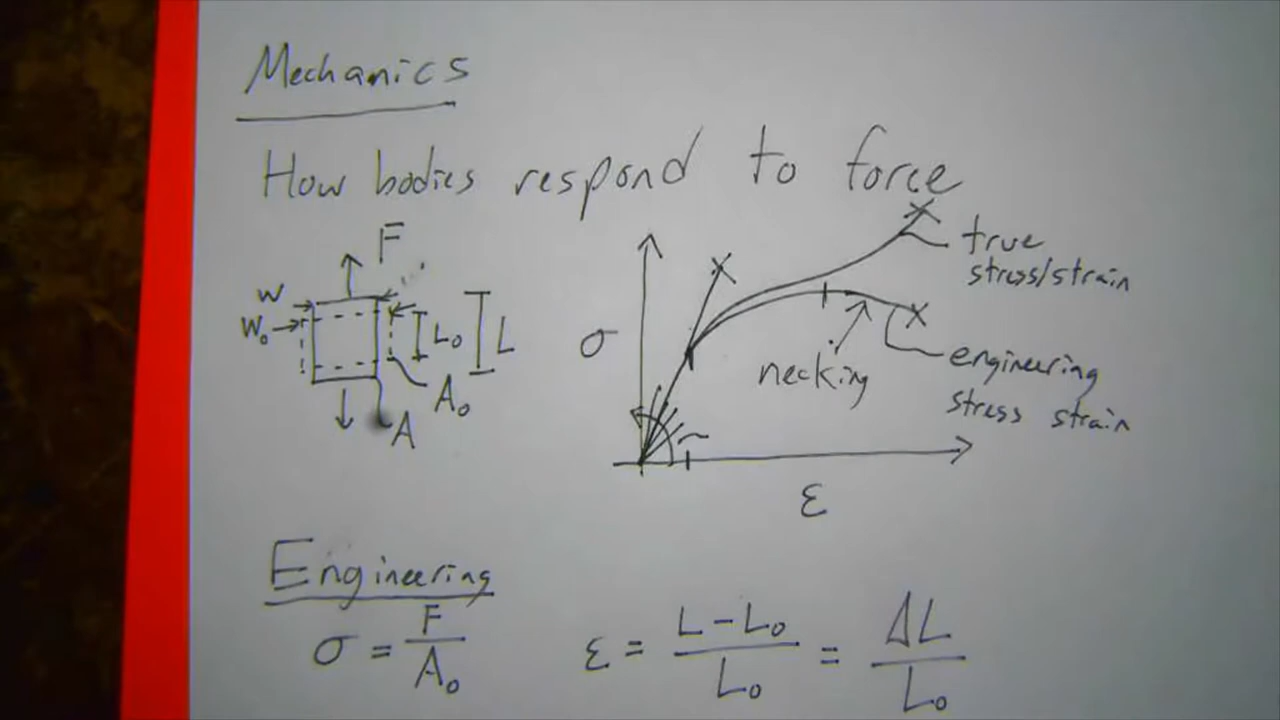 Mechanics
How bodies respond to force
F
W
W₀
L₀
L
A₀
A
σ
ε
true
stress/strain
necking
engineering
stress strain
Engineering
σ = F/A₀
ε = L-L₀/L₀ = ΔL/L₀